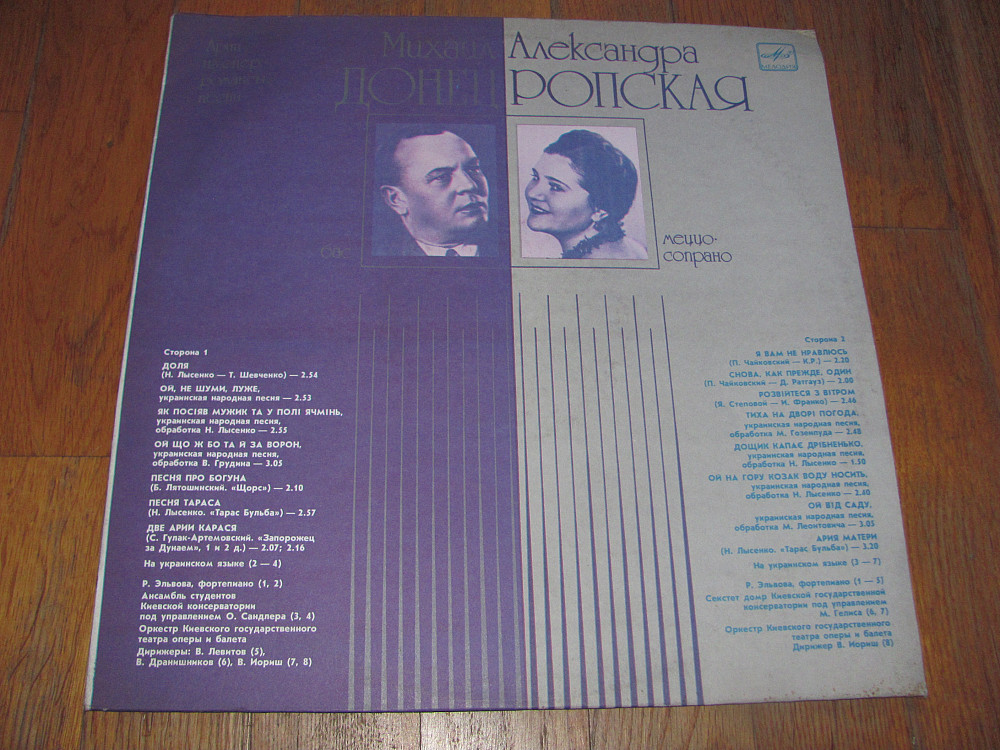 Михаил
ДОНЕЦ
Александра
РОПСКАЯ
МЕЛОДИЯ
меццо-
сопрано
Сторона 1
ДОЛЯ
(Н. Лысенко — Т. Шевченко) — 2.54
ОЙ, НЕ ШУМИ, ЛУЖЕ,
украинская народная песня — 2.53
ЯК ПОСІЯВ МУЖИК ТА У ПОЛІ ЯЧМІНЬ,
украинская народная песня,
обработка Н. Лысенко — 2.55
ОЙ ЩО Ж БО ТА Й ЗА ВОРОН,
украинская народная песня,
обработка В. Грудина — 3.05
ПЕСНЯ ПРО БОГУНА
(Б. Лятошинский. «Щорс») — 2.10
ПЕСНЯ ТАРАСА
(Н. Лысенко. «Тарас Бульба») — 2.57
ДВЕ АРИИ КАРАСЯ
(С. Гулак-Артемовский. «Запорожец
за Дунаем», 1 и 2 д.) — 2.07; 2.16
На украинском языке (2 — 4)
Р. Эльвова, фортепиано (1, 2)
Ансамбль студентов
Киевской консерватории
под управлением О. Сандлера (3, 4)
Оркестр Киевского государственного
театра оперы и балета
Дирижеры: В. Левитов (5),
В. Дранишников (6), В. Иориш (7, 8)
Сторона 2
Я ВАМ НЕ НРАВЛЮСЬ
(П. Чайковский — К.Р.) — 2.20
СНОВА, КАК ПРЕЖДЕ, ОДИН
(П. Чайковский — Д. Ратгауз) — 2.00
РОЗВІЙТЕСЯ З ВІТРОМ
(Я. Степовой — И. Франко) — 2.46
ТИХА НА ДВОРІ ПОГОДА,
украинская народная песня,
обработка М. Гозенпуда — 2.48
ДОЩИК КАПАЄ ДРІБНЕНЬКО,
украинская народная песня,
обработка Н. Лысенко — 1.50
ОЙ НА ГОРУ КОЗАК ВОДУ НОСИТЬ,
украинская народная песня,
обработка Н. Лысенко — 2.40
ОЙ ВІД САДУ,
украинская народная песня,
обработка М. Леонтовича — 3.05
АРИЯ МАТЕРИ
(Н. Лысенко. «Тарас Бульба») — 3.20
На украинском языке (3 — 7)
Р. Эльвова, фортепиано (1 — 5)
Секстет домр Киевской государственной
консерватории под управлением
М. Гелиса (6, 7)
Оркестр Киевского государственного
театра оперы и балета
Дирижер В. Иориш (8)